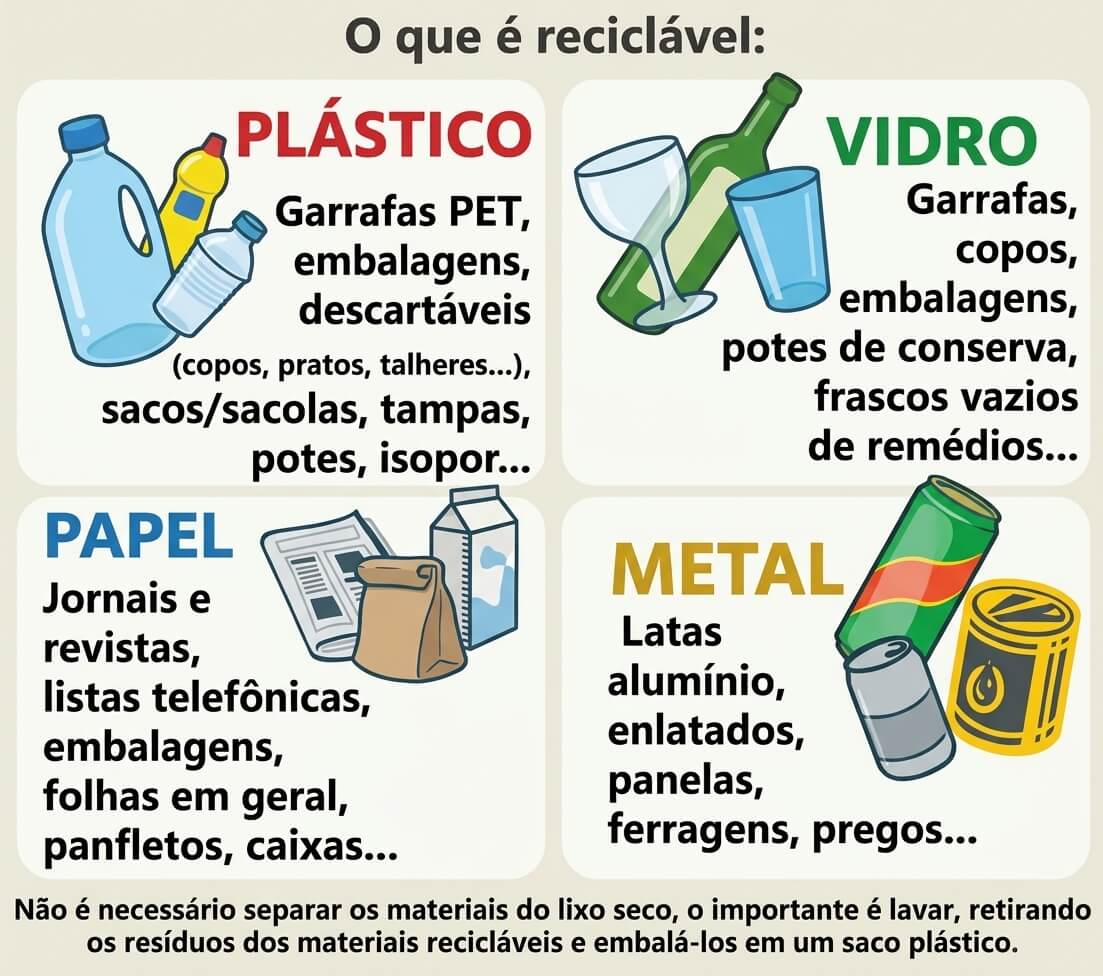 O que é reciclável:
PLÁSTICO
Garrafas PET,
embalagens,
descartáveis
(copos, pratos, talheres...),
sacos/sacolas, tampas,
potes, isopor...
VIDRO
Garrafas,
copos,
embalagens,
potes de conserva,
frascos vazios
de remédios...
PAPEL
Jornais e
revistas,
listas telefônicas,
embalagens,
folhas em geral,
panfletos, caixas...
METAL
Latas
alumínio,
enlatados,
panelas,
ferragens, pregos...
Não é necessário separar os materiais do lixo seco, o importante é lavar, retirando
os resíduos dos materiais recicláveis e embalá-los em um saco plástico.